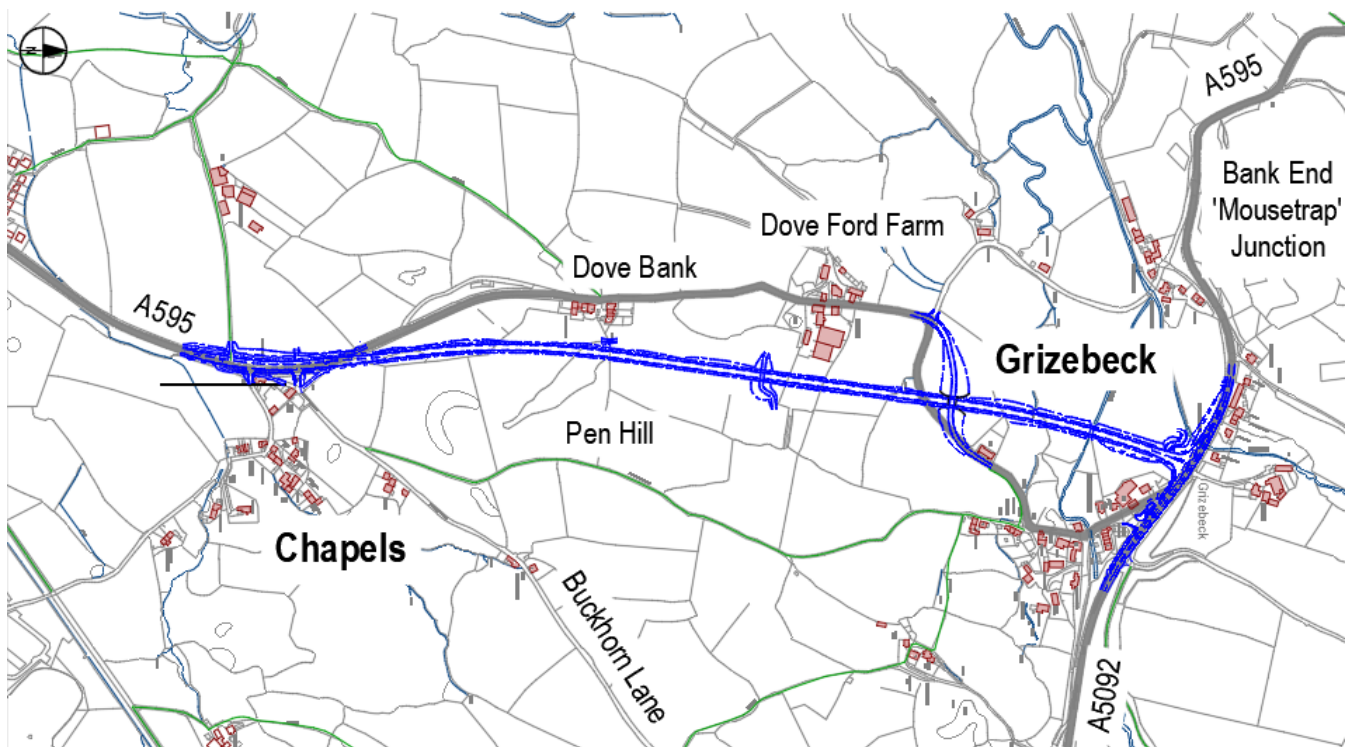 N
A595
Bank End
'Mousetrap'
Junction
Dove Ford Farm
Dove Bank
A595
Grizebeck
Pen Hill
Grizebeck
Chapels
Buckhorn Lane
A5092